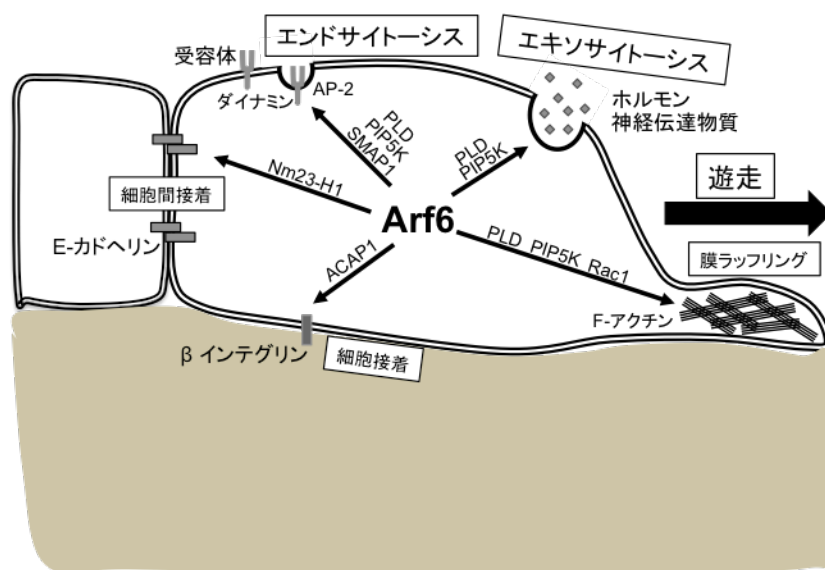 エンドサイトーシス
エキソサイトーシス
受容体
ダイナミン
AP-2
ホルモン
神経伝達物質
PLD
PIP5K
SMAP1
PLD
PIP5K
Nm23-H1
遊走
細胞間接着
Arf6
E-カドヘリン
ACAP1
PLD PIP5K Rac1
膜ラッフリング
F-アクチン
β インテグリン
細胞接着